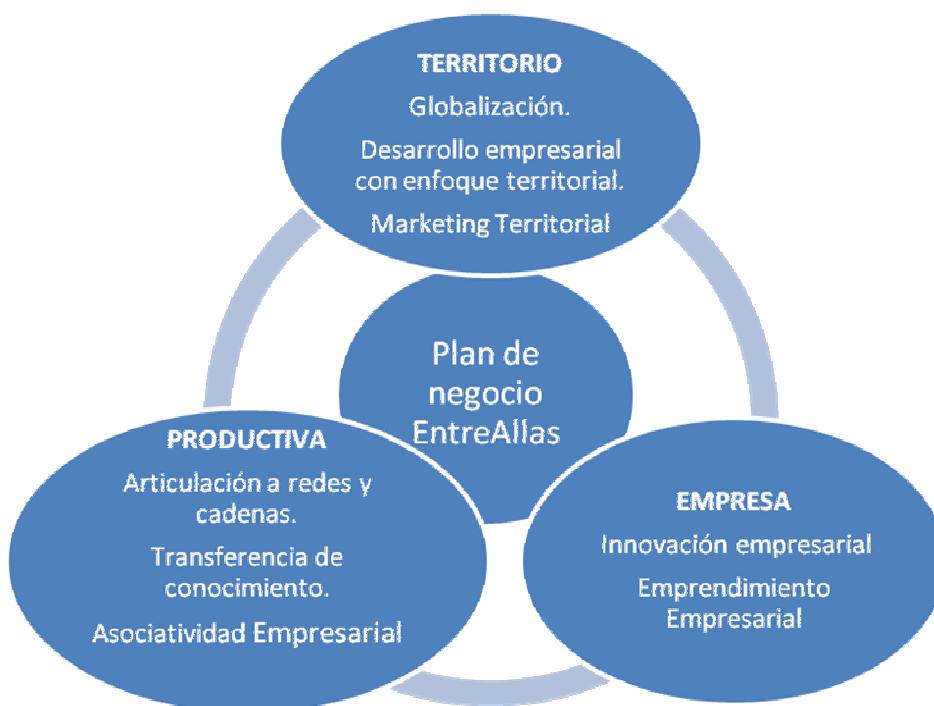 TERRITORIO
Globalización.
Desarrollo empresarial
con enfoque territorial.
Marketing Territorial
Plan de
negocio
EntreAllas
PRODUCTIVA
Articulación a redes y
cadenas.
Transferencia de
conocimiento.
Asociatividad Empresarial
EMPRESA
Innovación empresarial
Emprendimiento
Empresarial